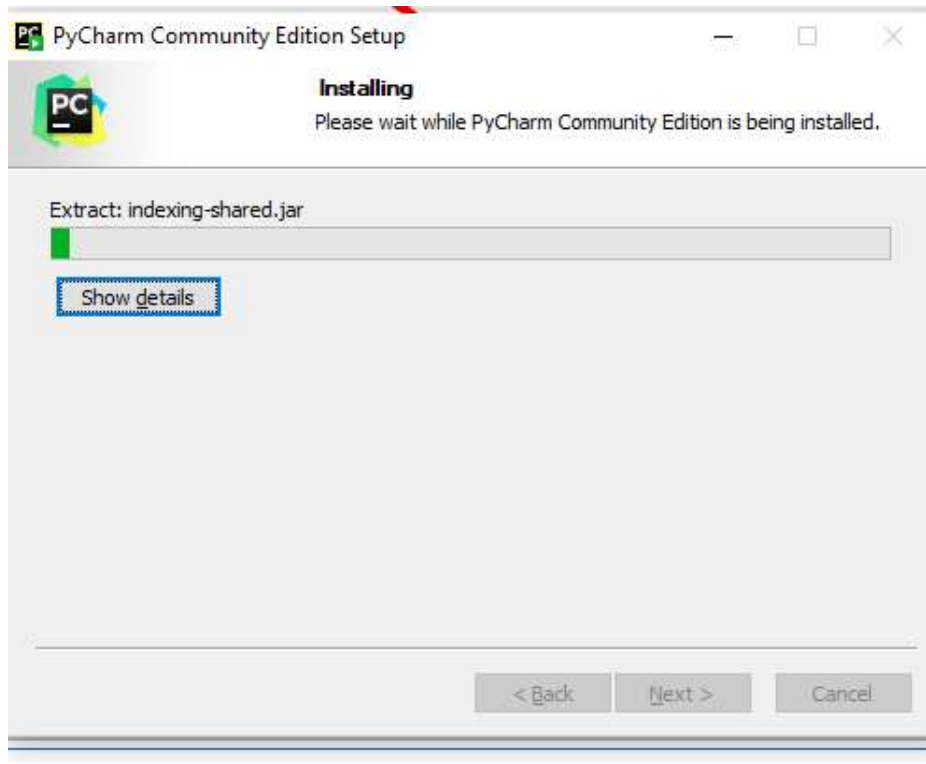 PC PyCharm Community Edition Setup
PC
Installing
Please wait while PyCharm Community Edition is being installed.
Extract: indexing-shared.jar
Show details
< Back
Next >
Cancel